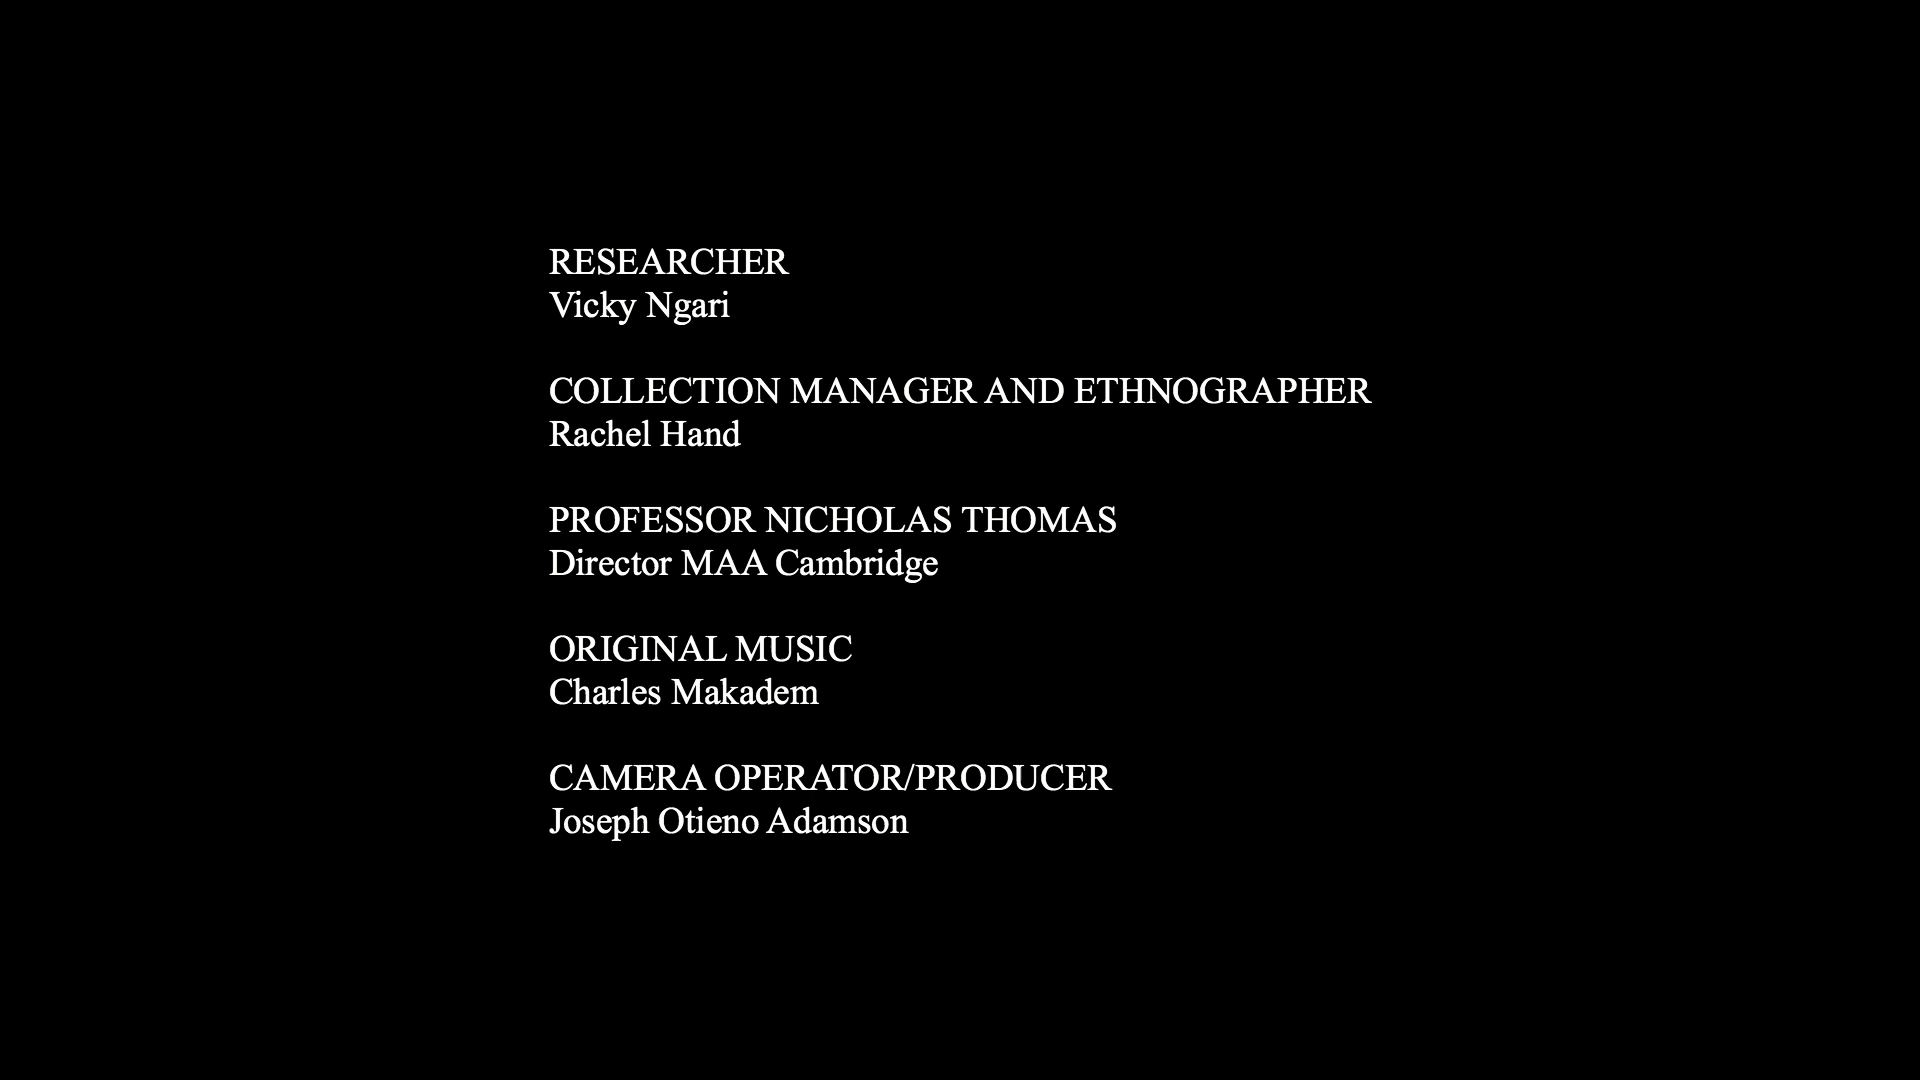 RESEARCHER
Vicky Ngari
COLLECTION MANAGER AND ETHNOGRAPHER
Rachel Hand
PROFESSOR NICHOLAS THOMAS
Director MAA Cambridge
ORIGINAL MUSIC
Charles Makadem
CAMERA OPERATOR/PRODUCER
Joseph Otieno Adamson